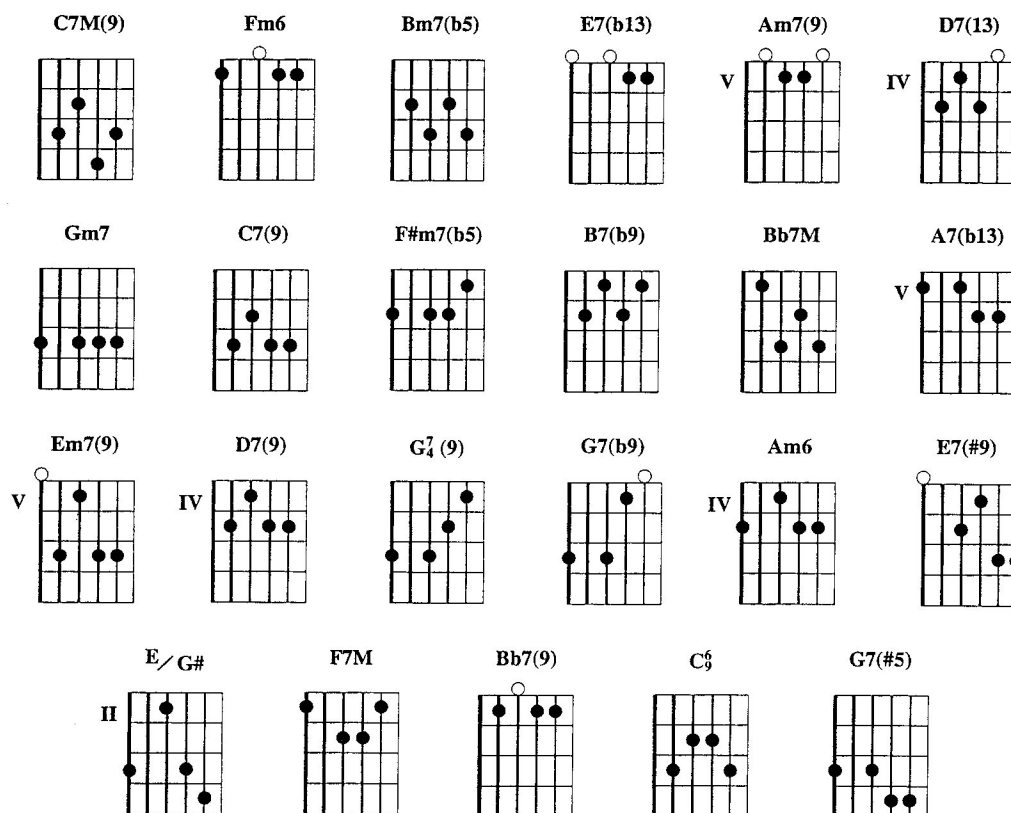 C7M(9) Fm6 Bm7(b5) E7(b13) Am7(9) D7(13)
V IV
Gm7 C7(9) F#m7(b5) B7(b9) Bb7M A7(b13)
V
Em7(9) D7(9) G7/4 (9) G7(b9) Am6 E7(#9)
V IV IV
E/G# F7M Bb7(9) C6/9 G7(#5)
II